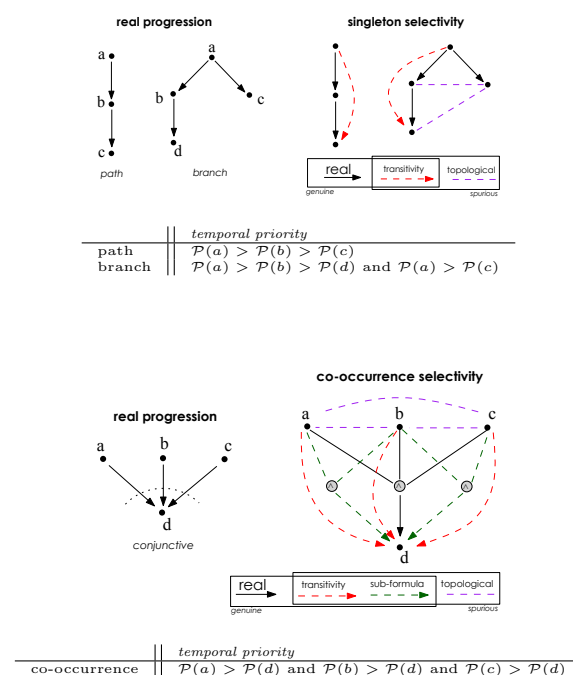 real progression
singleton selectivity
a
b
c
path
a
b
c
d
branch
real
transitivity
topological
genuine
spurious
temporal priority
path P(a) > P(b) > P(c)
branch P(a) > P(b) > P(d) and P(a) > P(c)
co-occurrence selectivity
real progression
a
b
c
d
conjunctive
a
b
c
∧
∧
∧
d
real
transitivity
sub-formula
topological
genuine
spurious
temporal priority
co-occurrence P(a) > P(d) and P(b) > P(d) and P(c) > P(d)